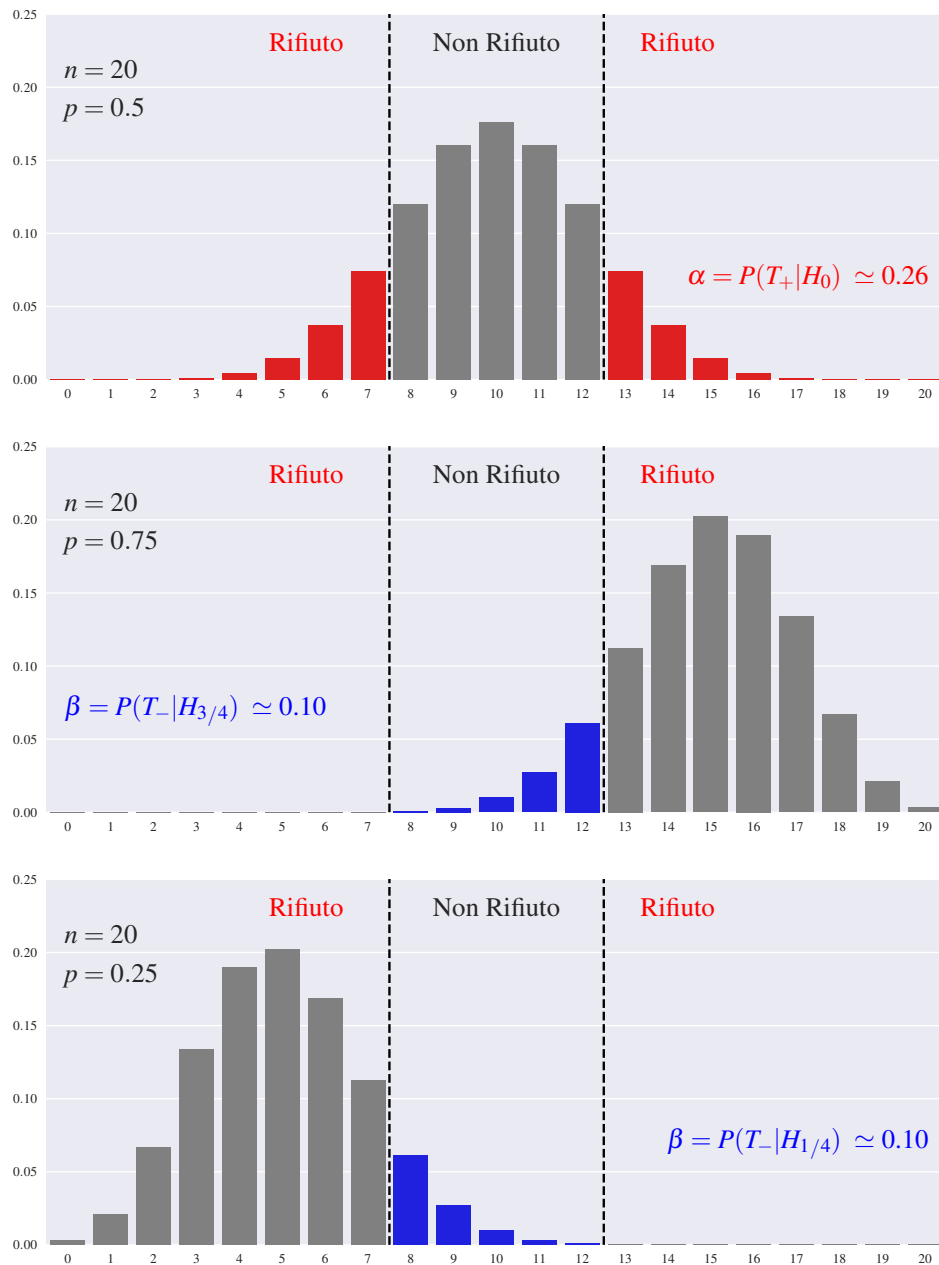 0.25
Rifiuto Non Rifiuto Rifiuto
n = 20
0.20
p = 0.5
0.15
0.10
α = P(T₊|H₀) ≃ 0.26
0.05
0.00
0 1 2 3 4 5 6 7 8 9 10 11 12 13 14 15 16 17 18 19 20
0.25
Rifiuto Non Rifiuto Rifiuto
n = 20
0.20
p = 0.75
0.15
0.10
β = P(T₋|H₃/₄) ≃ 0.10
0.05
0.00
0 1 2 3 4 5 6 7 8 9 10 11 12 13 14 15 16 17 18 19 20
0.25
Rifiuto Non Rifiuto Rifiuto
n = 20
0.20
p = 0.25
0.15
0.10
β = P(T₋|H₁/₄) ≃ 0.10
0.05
0.00
0 1 2 3 4 5 6 7 8 9 10 11 12 13 14 15 16 17 18 19 20